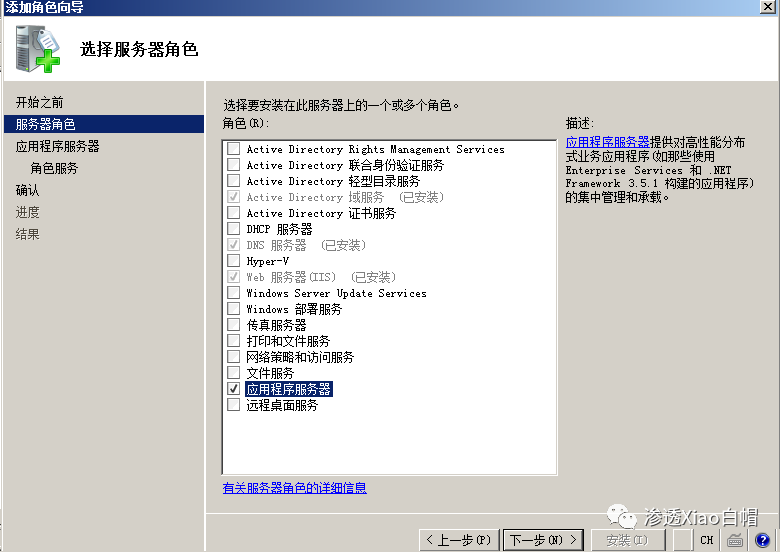 添加角色向导
选择服务器角色
开始之前
服务器角色
应用程序服务器
角色服务
确认
进度
结果
选择要安装在此服务器上的一个或多个角色。
角色(R):
Active Directory Rights Management Services
Active Directory 联合身份验证服务
Active Directory 轻型目录服务
Active Directory 域服务 (已安装)
Active Directory 证书服务
DHCP 服务器
DNS 服务器 (已安装)
Hyper-V
Web 服务器(IIS) (已安装)
Windows Server Update Services
Windows 部署服务
传真服务器
打印和文件服务
网络策略和访问服务
文件服务
应用程序服务器
远程桌面服务
有关服务器角色的详细信息
描述:
应用程序服务器提供对高性能分布
式业务应用程序(如那些使用
Enterprise Services 和 .NET
Framework 3.5.1 构建的应用程序)
的集中管理和承载。
渗透Xiao白帽
< 上一步(P)
下一步(N) >
安装(I)
CH